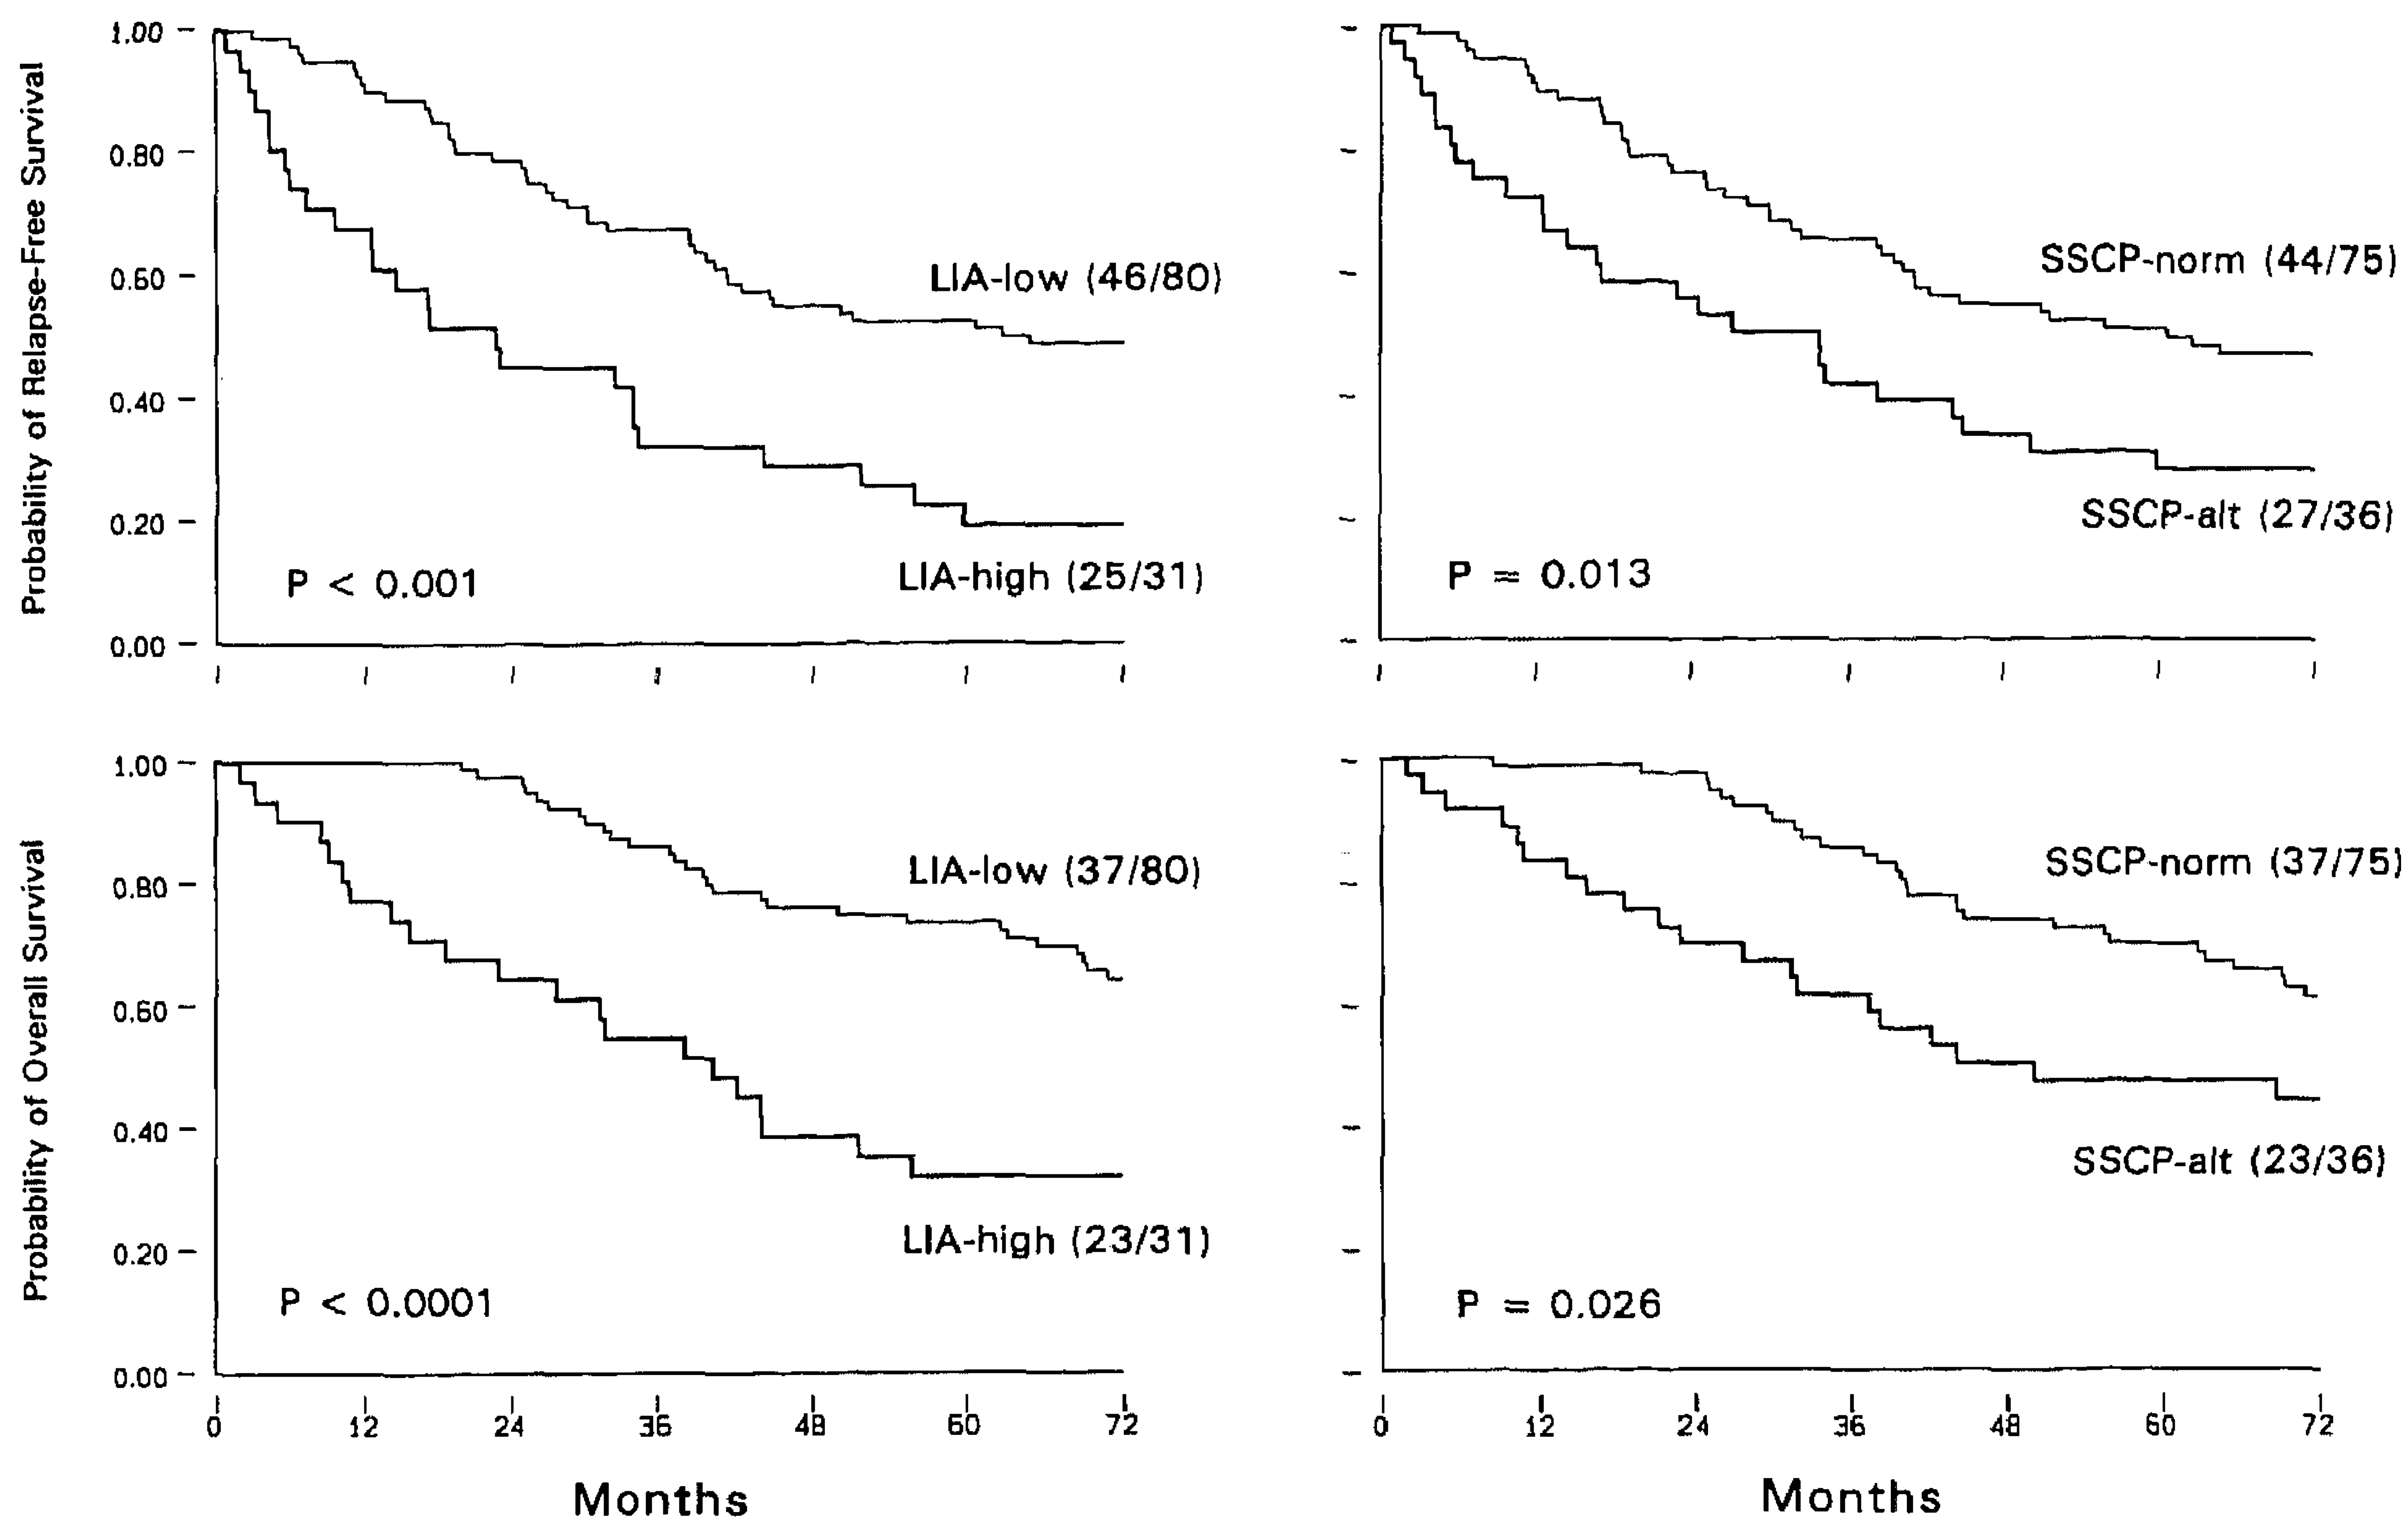 Probability of Relapse-Free Survival
1.00
0.80
0.60
0.40
0.20
0.00
LIA-low (46/80)
LIA-high (25/31)
P < 0.001
SSCP-norm (44/75)
SSCP-alt (27/36)
P = 0.013
Probability of Overall Survival
1.00
0.80
0.60
0.40
0.20
0.00
LIA-low (37/80)
LIA-high (23/31)
P < 0.0001
0 12 24 36 48 60 72
Months
SSCP-norm (37/75)
SSCP-alt (23/36)
P = 0.026
0 12 24 36 48 60 72
Months